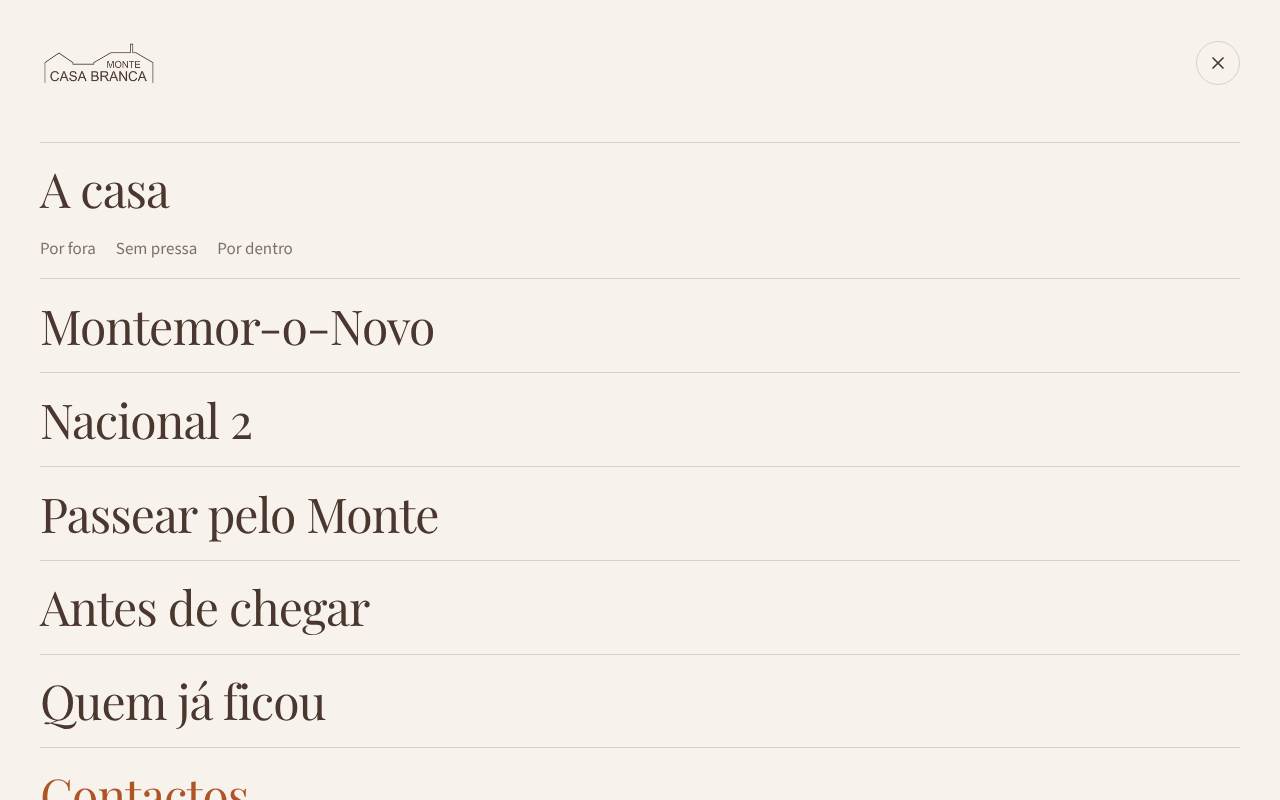 MONTE
CASA BRANCA
A casa
Por fora Sem pressa Por dentro
Montemor-o-Novo
Nacional 2
Passear pelo Monte
Antes de chegar
Quem já ficou
Contactos